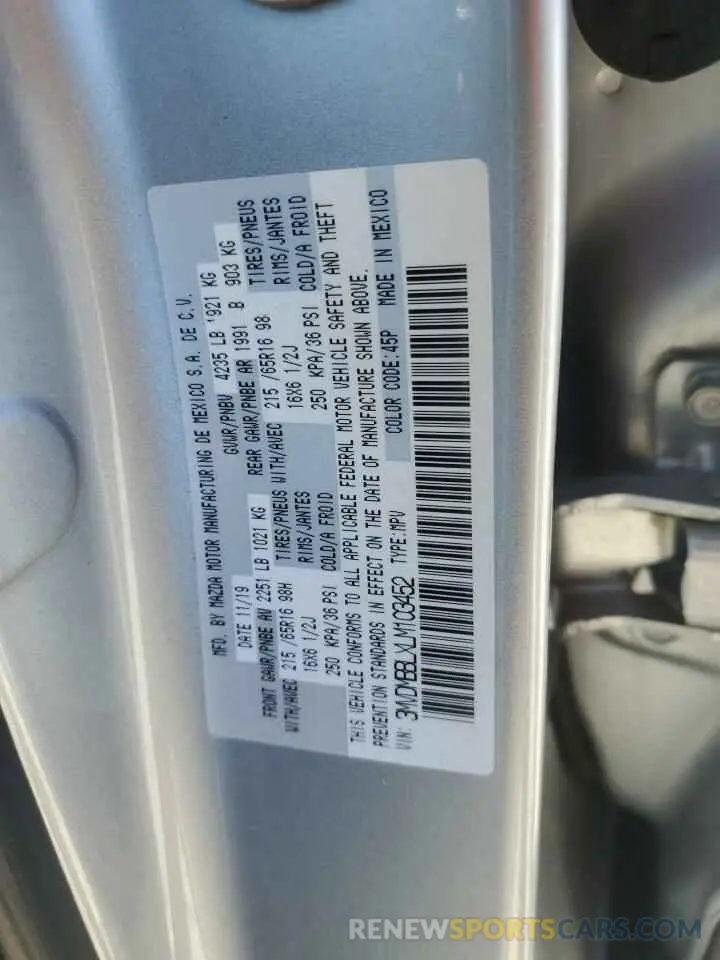 MFD. BY MAZDA MOTOR MANUFACTURING DE MEXICO S.A. DE C.V.
DATE 11/19 GVWR/PNBV 4235 LB 1921 KG
FRONT GAWR/PNBE AV 2251 LB 1021 KG REAR GAWR/PNBE AR 1991 B 903 KG
WITH/AVEC 215 /65R16 98H TIRES/PNEUS WITH/AVEC 215 /65R16 98 TIRES/PNEUS
16X6 1/2J RIMS/JANTES 16X6 1/2J RIMS/JANTES
250 KPA/36 PSI COLD/A FROID 250 KPA/36 PSI COLD/A FROID
THIS VEHICLE CONFORMS TO ALL APPLICABLE FEDERAL MOTOR VEHICLE SAFETY AND THEFT
PREVENTION STANDARDS IN EFFECT ON THE DATE OF MANUFACTURE SHOWN ABOVE.
VIN: 3MVDMBBLXLM103452 TYPE:MPV COLOR CODE:45P MADE IN MEXICO
RENEWSPORTSCARS.COM